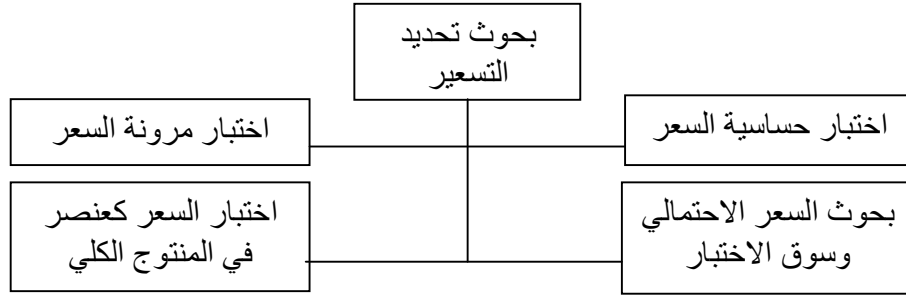 بحوث تحديد
التسعير
اختبار حساسية السعر
اختبار مرونة السعر
بحوث السعر الاحتمالي
وسوق الاختبار
اختبار السعر كعنصر
في المنتوج الكلي